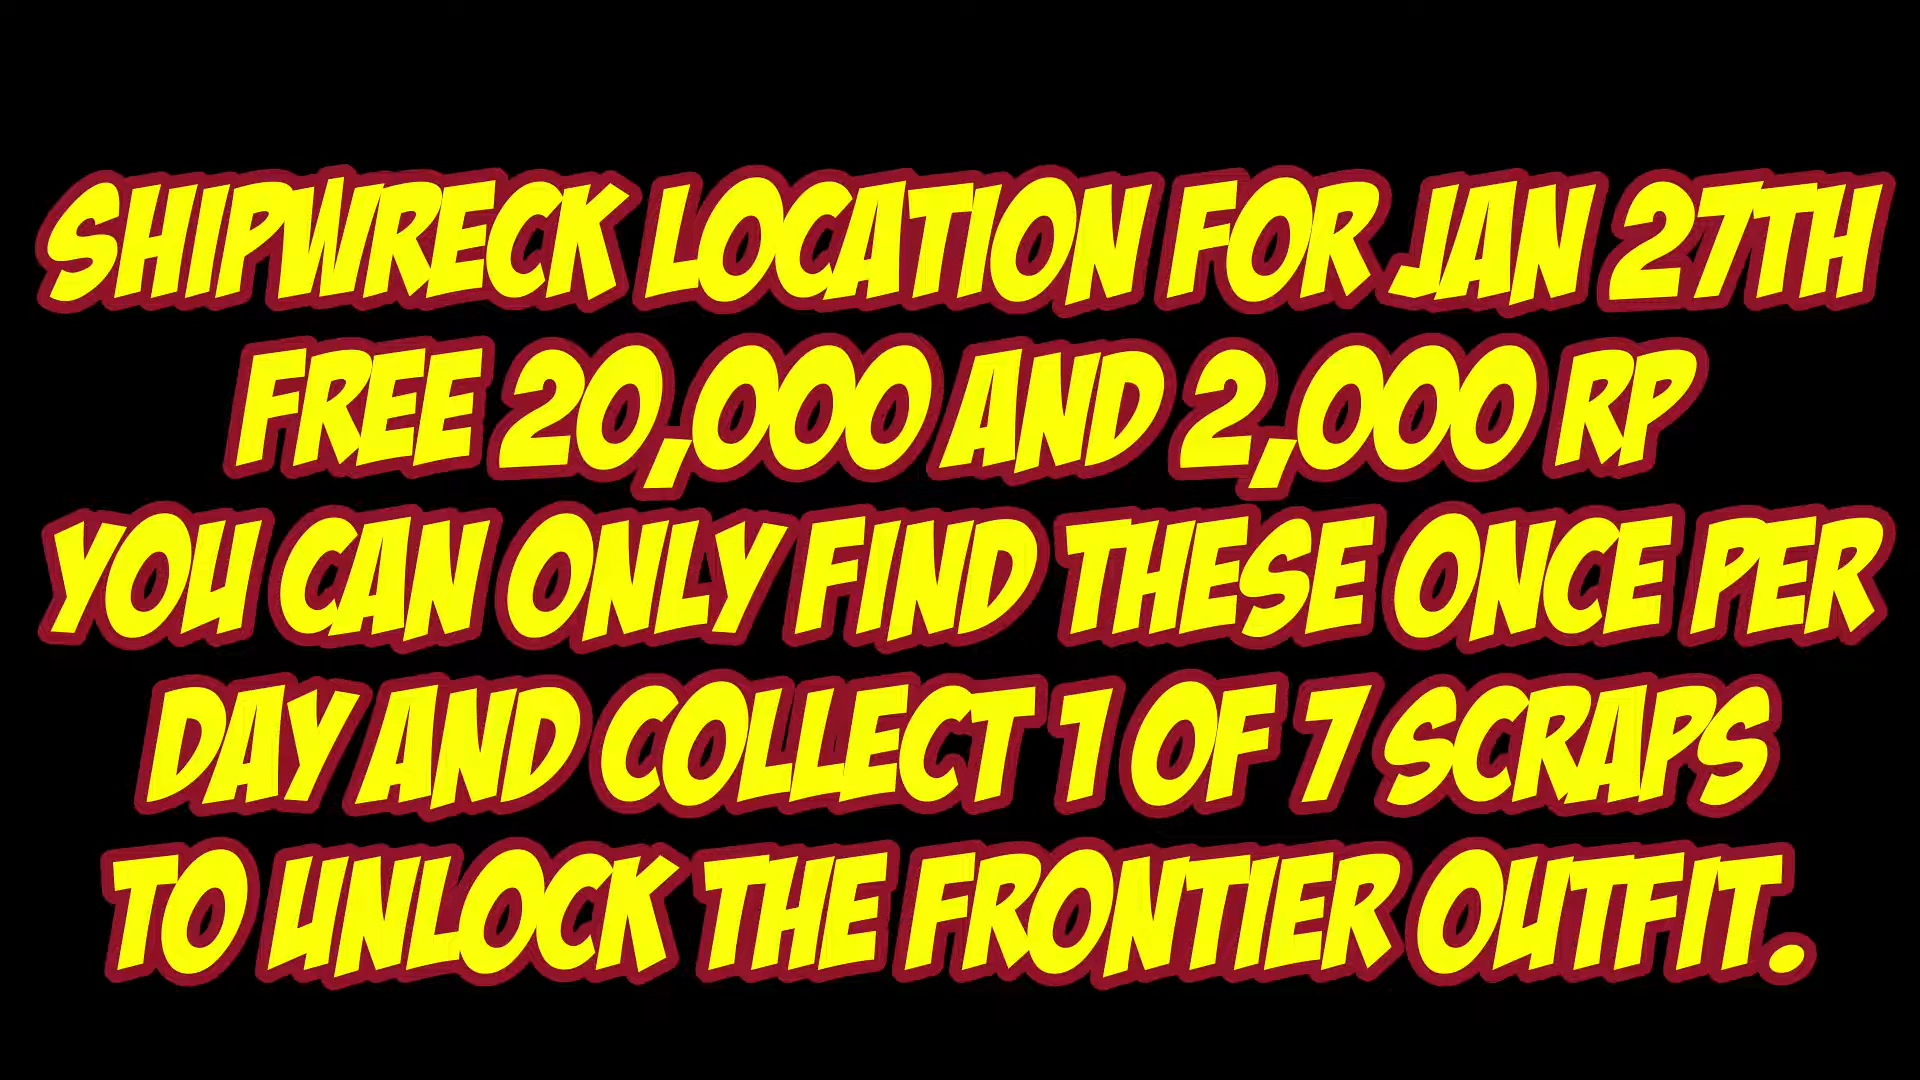 SHIPWRECK LOCATION FOR JAN 27TH
FREE 20,000 AND 2,000 RP
YOU CAN ONLY FIND THESE ONCE PER
DAY AND COLLECT 1 OF 7 SCRAPS
TO UNLOCK THE FRONTIER OUTFIT.